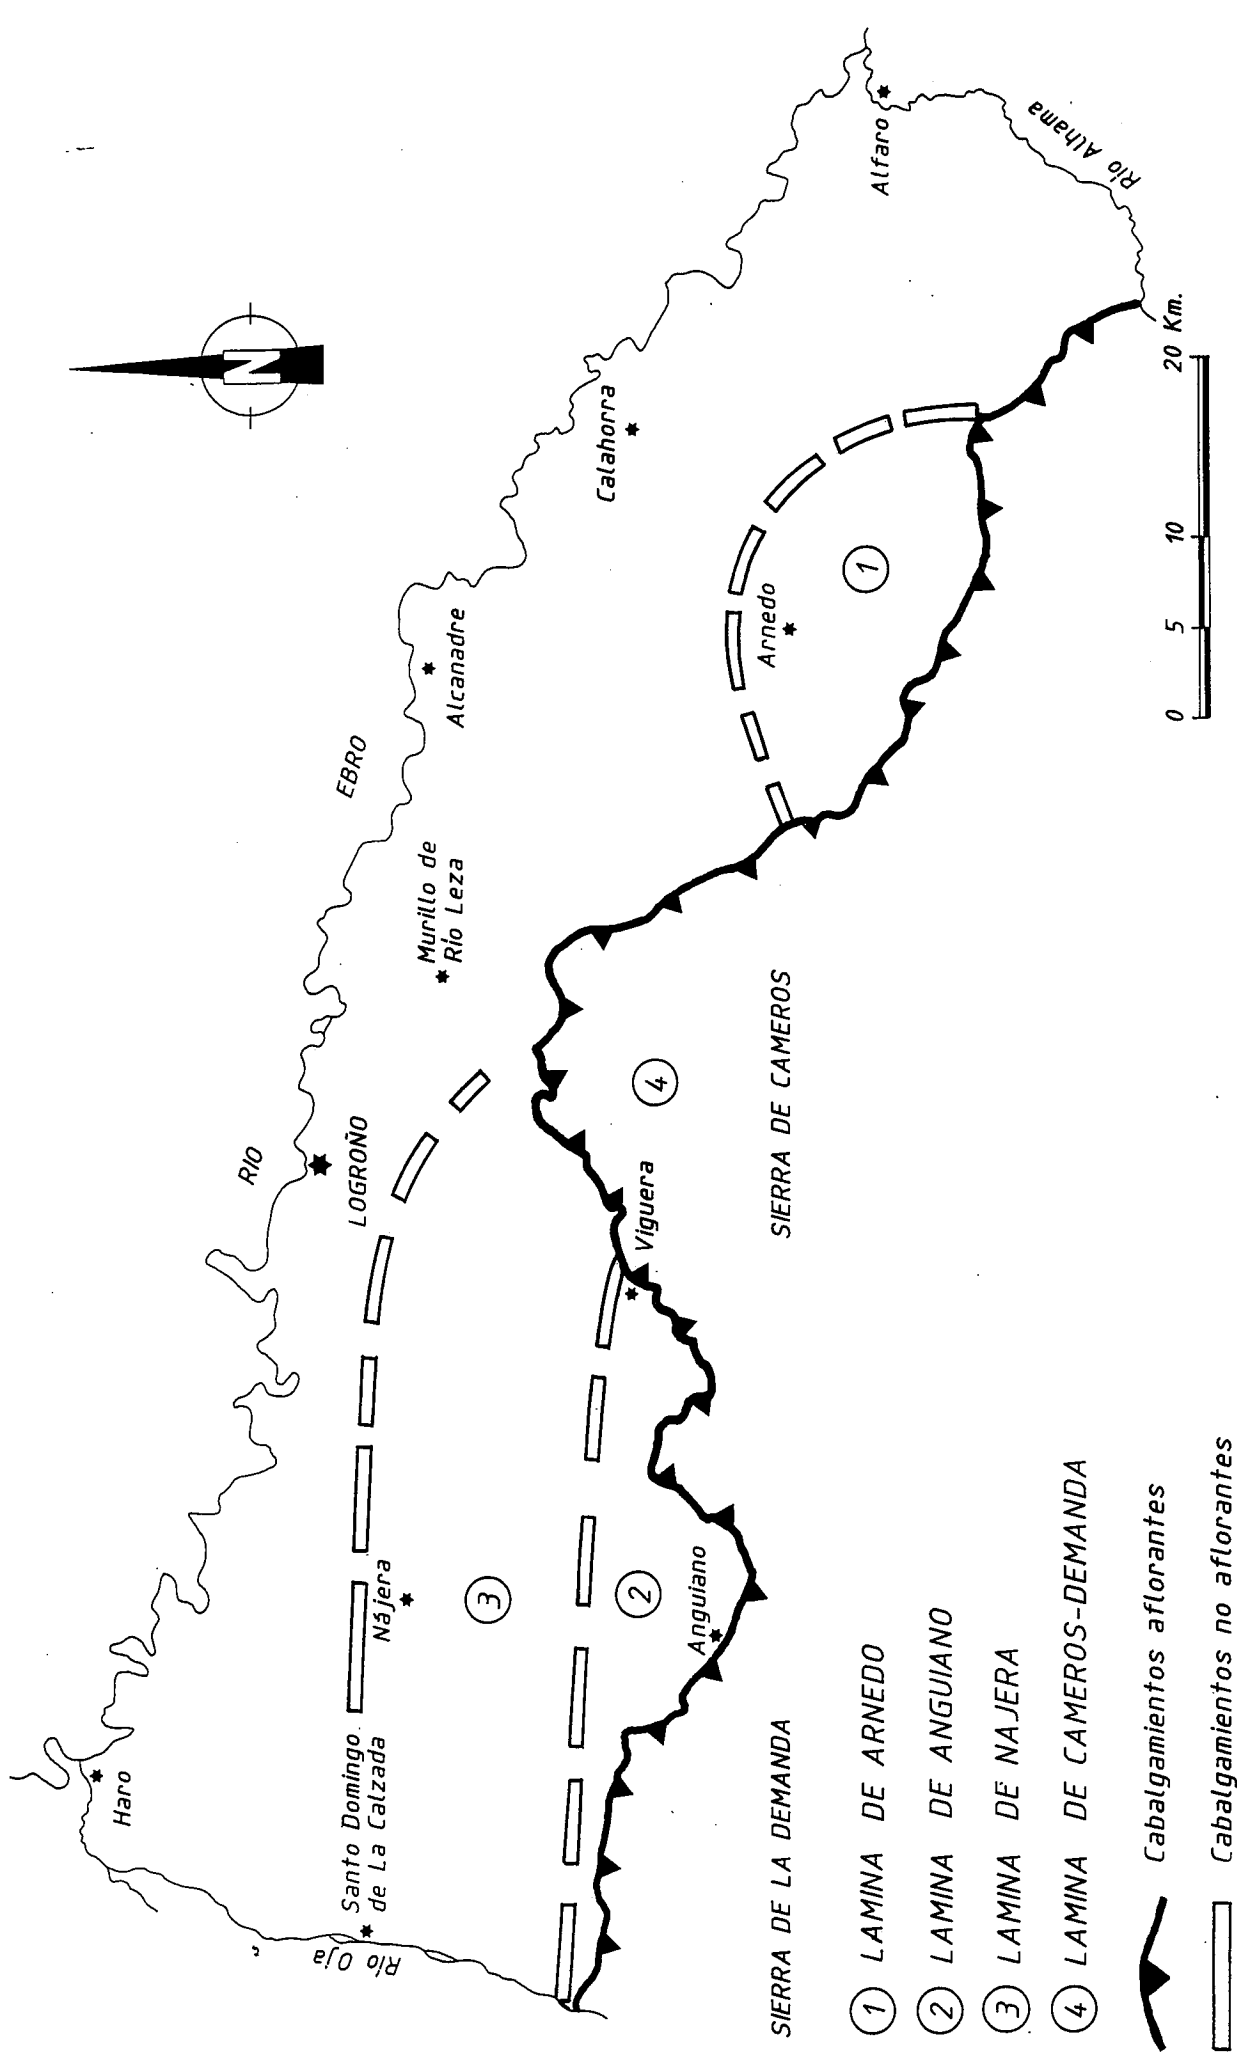 N
Haro
RIO
EBRO
LOGROÑO
Santo Domingo
de La Calzada
Nájera
Río Oja
Murillo de
Río Leza
Alcanadre
Calahorra
Alfaro
Río Alhama
3
2
Anguiano
Viguera
4
Arnedo
1
SIERRA DE LA DEMANDA
SIERRA DE CAMEROS
0 5 10 20 Km.
1 LAMINA DE ARNEDO
2 LAMINA DE ANGUIANO
3 LAMINA DE NAJERA
4 LAMINA DE CAMEROS-DEMANDA
Cabalgamientos aflorantes
Cabalgamientos no aflorantes